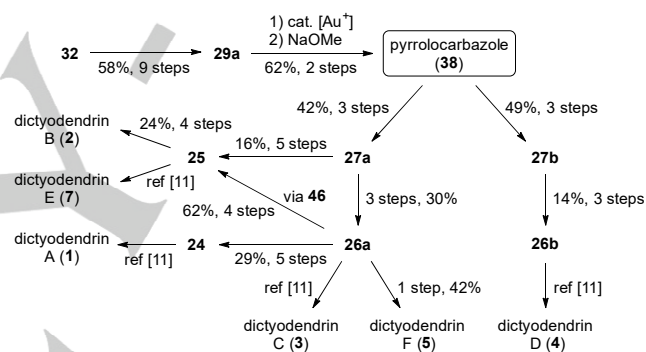 1) cat. [Au+]
2) NaOMe
32
58%, 9 steps
29a
62%, 2 steps
pyrrolocarbazole
(38)
42%, 3 steps
49%, 3 steps
dictyodendrin
B (2)
24%, 4 steps
25
16%, 5 steps
27a
27b
dictyodendrin
E (7)
ref [11]
62%, 4 steps
via 46
3 steps, 30%
14%, 3 steps
dictyodendrin
A (1)
ref [11]
24
29%, 5 steps
26a
26b
ref [11]
1 step, 42%
ref [11]
dictyodendrin
C (3)
dictyodendrin
F (5)
dictyodendrin
D (4)